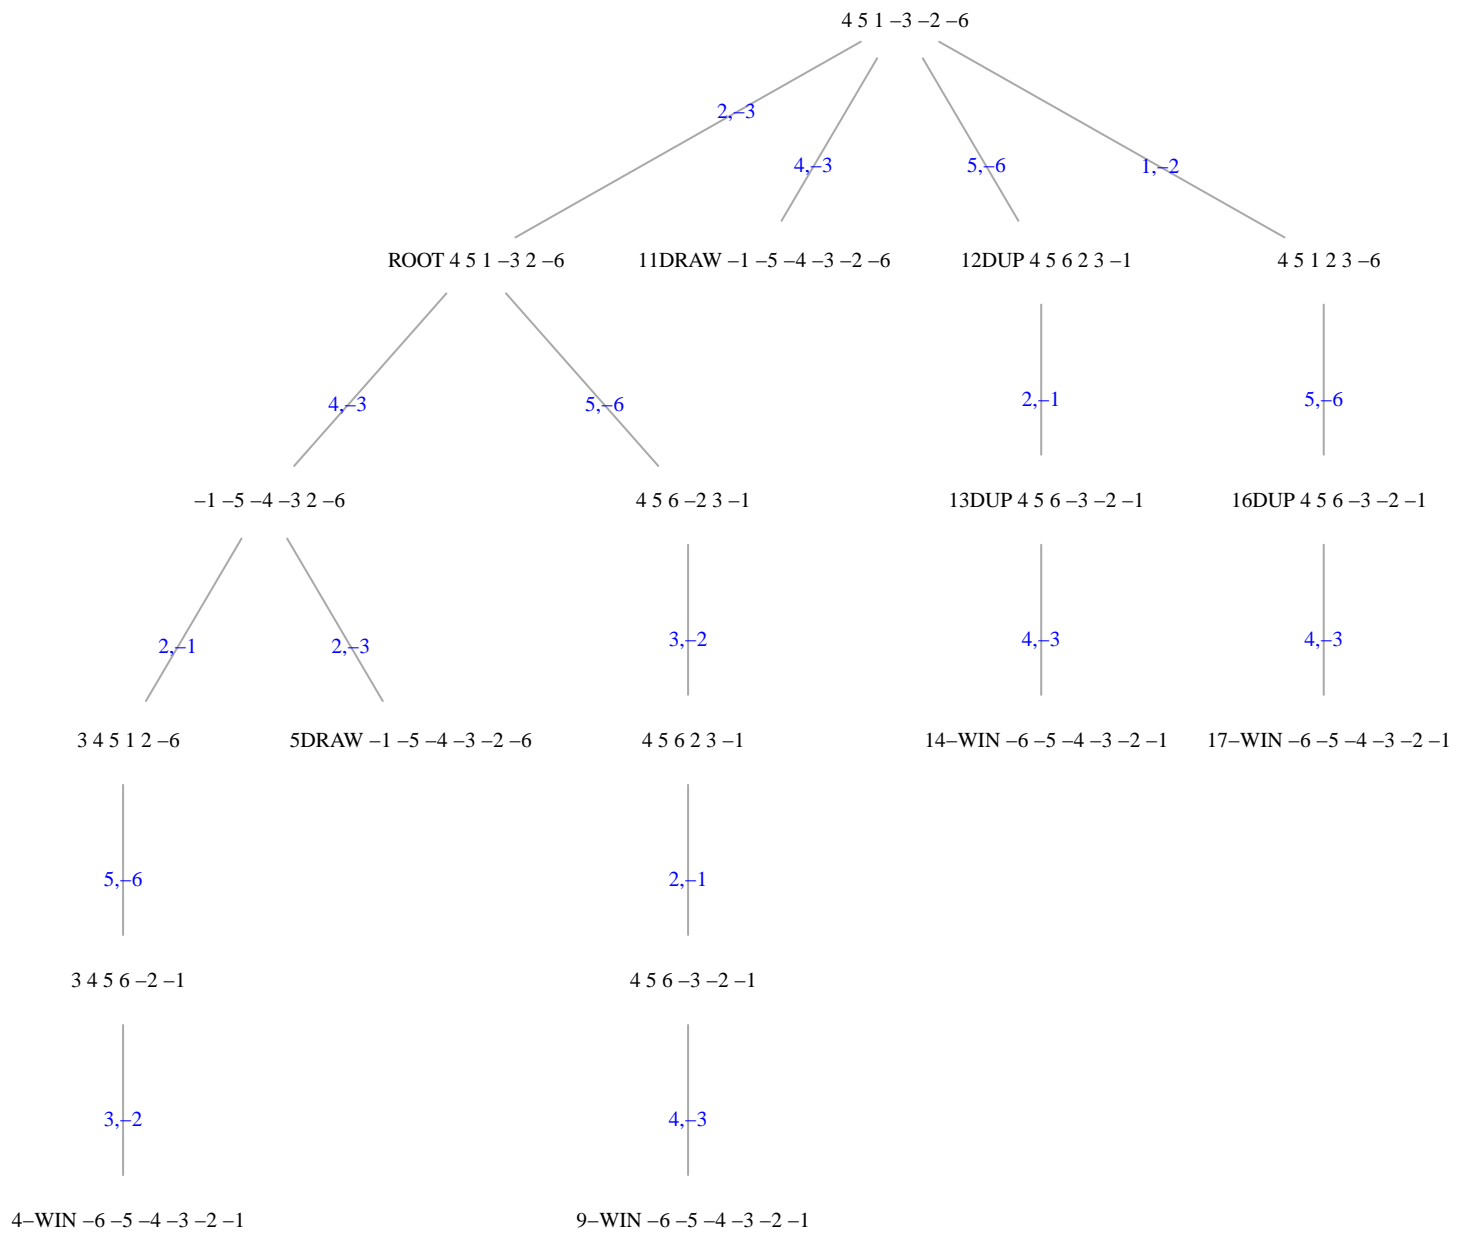 4 5 1 −3 −2 −6
2,−3
4,−3
5,−6
1,−2
ROOT 4 5 1 −3 2 −6
11DRAW −1 −5 −4 −3 −2 −6
12DUP 4 5 6 2 3 −1
4 5 1 2 3 −6
4,−3
5,−6
2,−1
5,−6
−1 −5 −4 −3 2 −6
4 5 6 −2 3 −1
13DUP 4 5 6 −3 −2 −1
16DUP 4 5 6 −3 −2 −1
2,−1
2,−3
3,−2
4,−3
4,−3
3 4 5 1 2 −6
5DRAW −1 −5 −4 −3 −2 −6
4 5 6 2 3 −1
14−WIN −6 −5 −4 −3 −2 −1
17−WIN −6 −5 −4 −3 −2 −1
5,−6
2,−1
3 4 5 6 −2 −1
4 5 6 −3 −2 −1
3,−2
4,−3
4−WIN −6 −5 −4 −3 −2 −1
9−WIN −6 −5 −4 −3 −2 −1